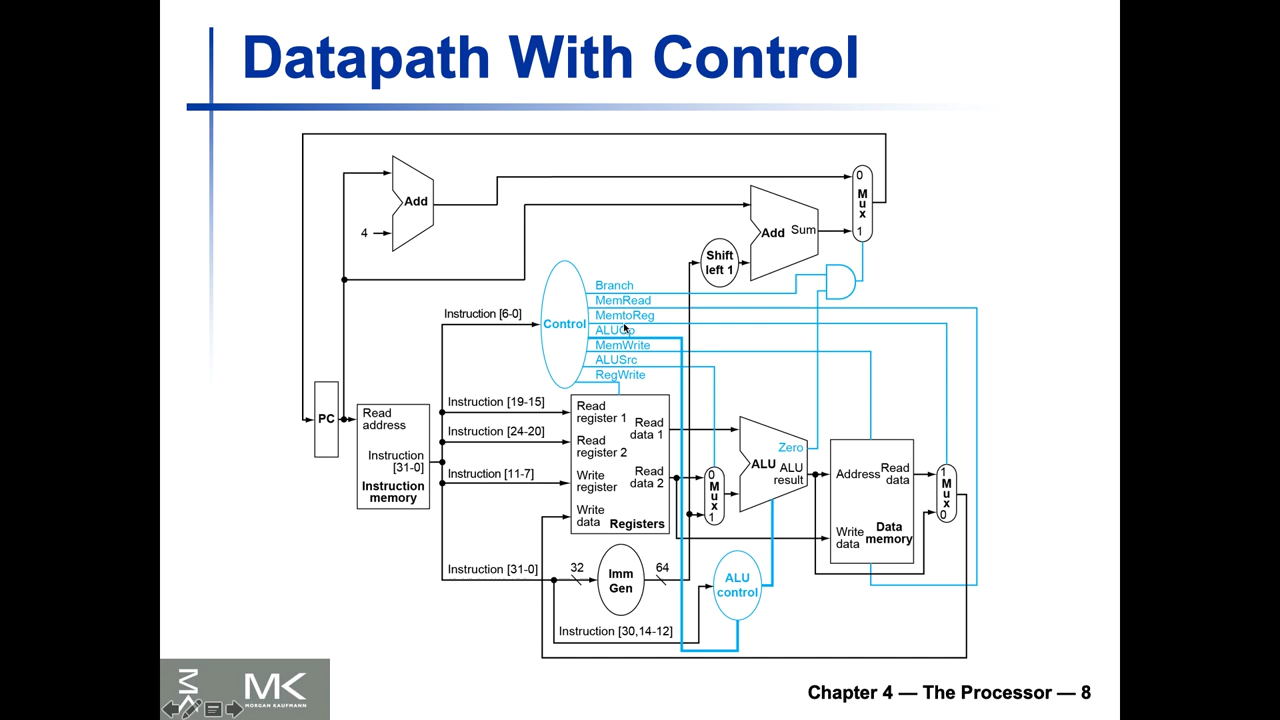 Datapath With Control
Add
4
0
M
u
x
1
Add
Sum
Shift
left 1
Branch
MemRead
MemtoReg
ALUOp
MemWrite
ALUSrc
RegWrite
Control
Instruction [6-0]
PC
Read
address
Instruction
[31-0]
Instruction
memory
Instruction [19-15]
Instruction [24-20]
Instruction [11-7]
Read
register 1
Read
register 2
Write
register
Write
data
Read
data 1
Read
data 2
Registers
0
M
u
x
1
Zero
ALU
ALU
result
Address
Read
data
Write
data
Data
memory
1
M
u
x
0
Instruction [31-0]
32
Imm
Gen
64
ALU
control
Instruction [30,14-12]
MK
MK
MORGAN KAUFMANN
Chapter 4 — The Processor — 8